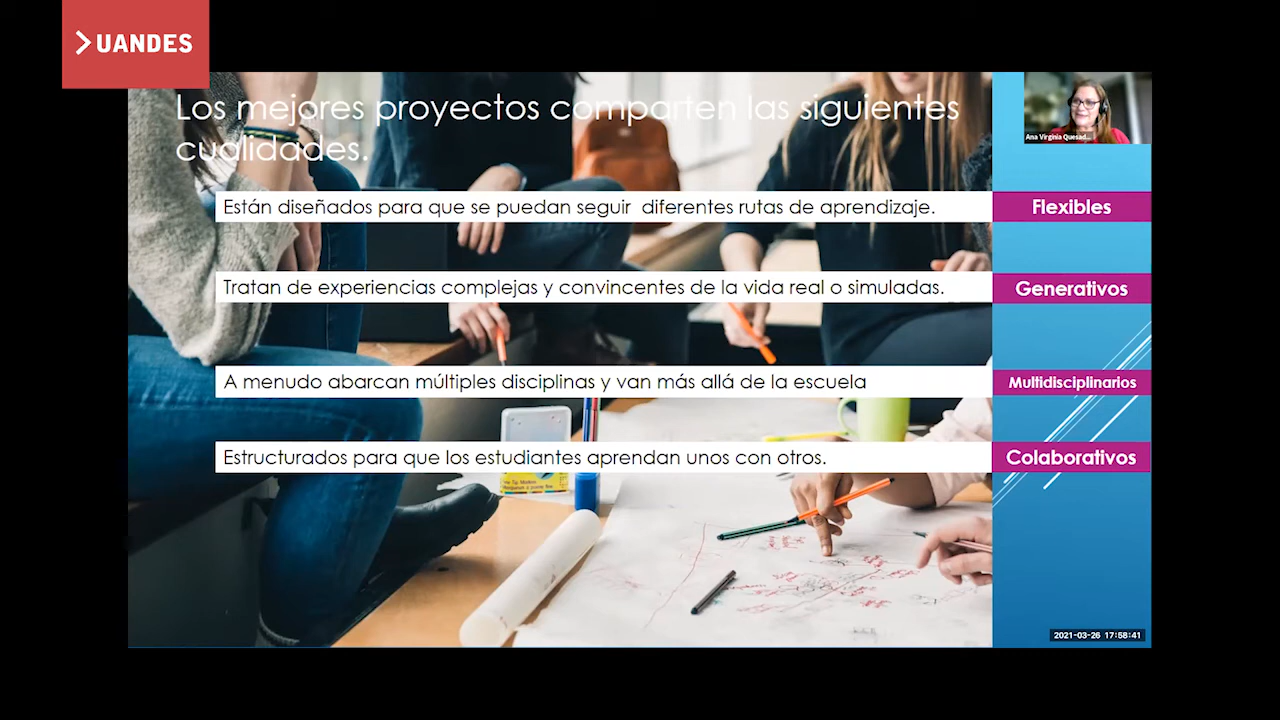 UANDES
Los mejores proyectos comparten las siguientes
cualidades.
Ana Virginia Quesad...
Están diseñados para que se puedan seguir diferentes rutas de aprendizaje.
Flexibles
Tratan de experiencias complejas y convincentes de la vida real o simuladas.
Generativos
A menudo abarcan múltiples disciplinas y van más allá de la escuela
Multidisciplinarios
Estructurados para que los estudiantes aprendan unos con otros.
Colaborativos
2021-03-26 17:58:41